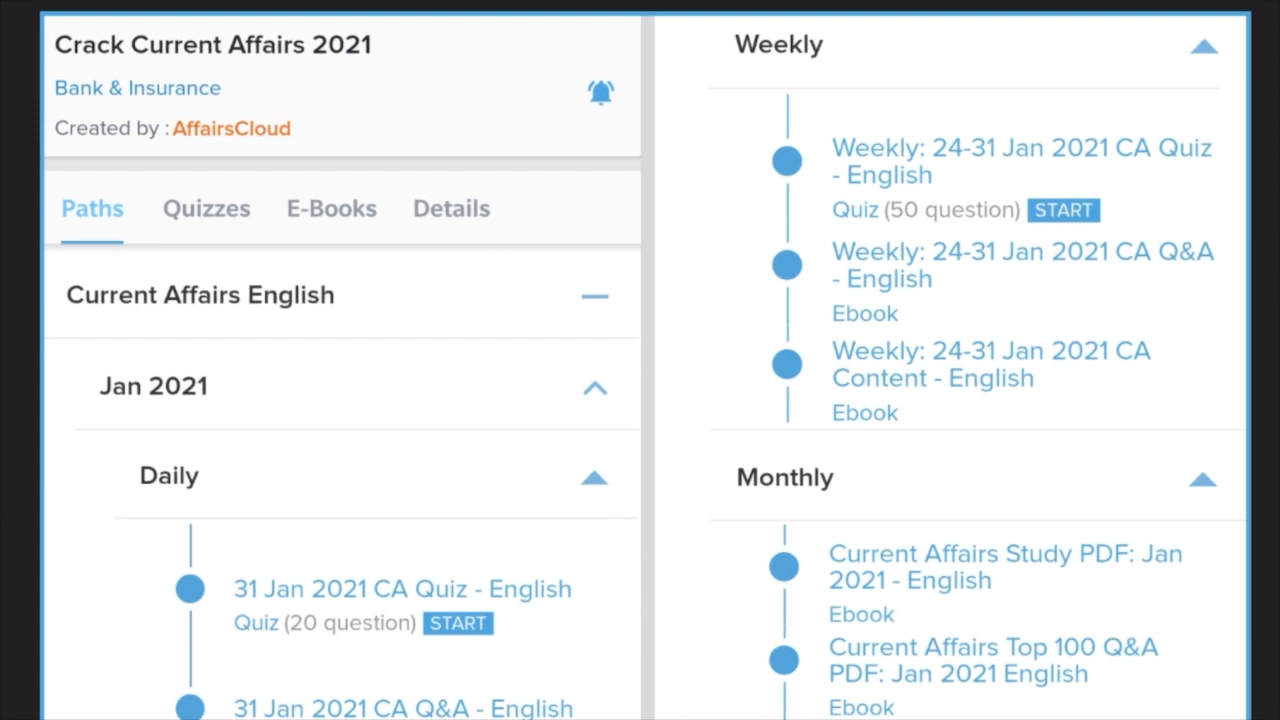 Crack Current Affairs 2021
Bank & Insurance
Created by : AffairsCloud
Paths Quizzes E-Books Details
Current Affairs English
Jan 2021
Daily
31 Jan 2021 CA Quiz - English
Quiz (20 question) START
31 Jan 2021 CA Q&A - English
Weekly
Weekly: 24-31 Jan 2021 CA Quiz
- English
Quiz (50 question) START
Weekly: 24-31 Jan 2021 CA Q&A
- English
Ebook
Weekly: 24-31 Jan 2021 CA
Content - English
Ebook
Monthly
Current Affairs Study PDF: Jan
2021 - English
Ebook
Current Affairs Top 100 Q&A
PDF: Jan 2021 English
Ebook